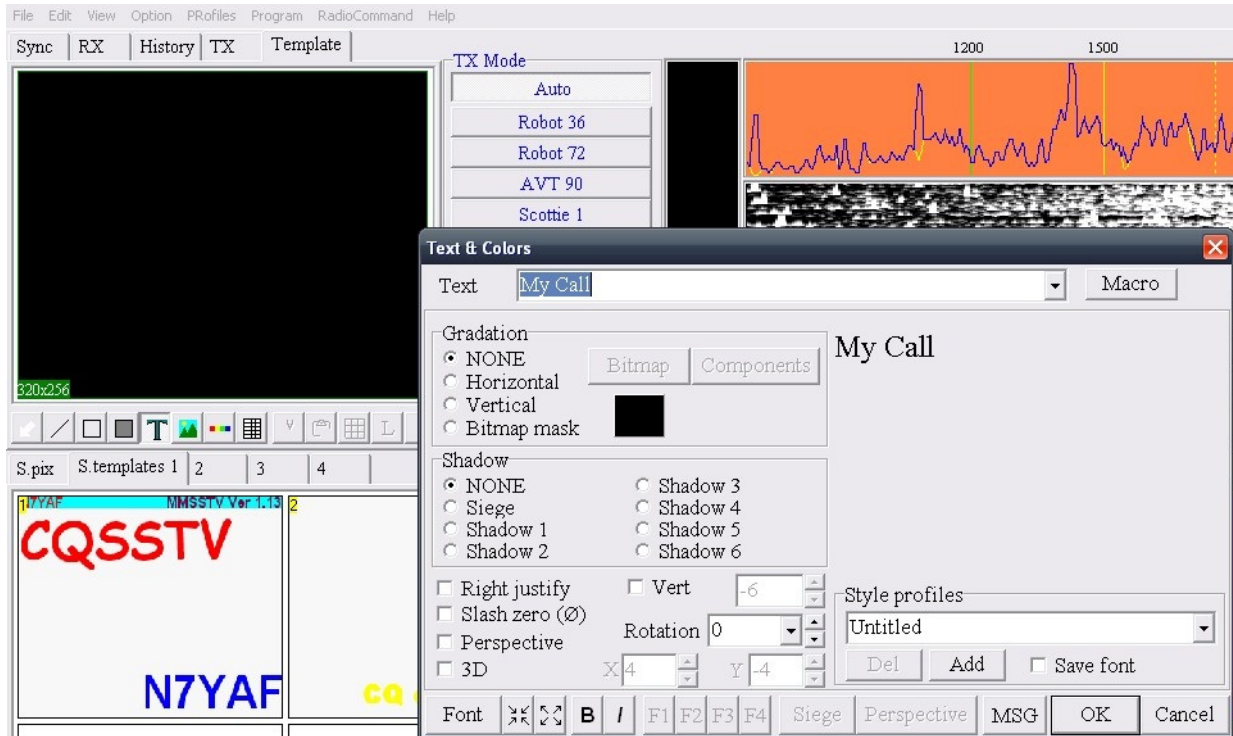 File Edit View Option PRofiles Program RadioCommand Help
Sync RX History TX Template
TX Mode
Auto
Robot 36
Robot 72
AVT 90
Scottie 1
1200 1500
320x256
T
L
S.pix S.templates 1 2 3 4
1
MMSSTV Ver 1.13
CQSSTV
N7YAF
2
CQ
Text & Colors
Text My Call Macro
Gradation
NONE
Horizontal
Vertical
Bitmap mask
Bitmap Components
My Call
Shadow
NONE
Siege
Shadow 1
Shadow 2
Shadow 3
Shadow 4
Shadow 5
Shadow 6
Right justify
Slash zero (Ø)
Perspective
3D
Vert -6
Rotation 0
X 4 Y -4
Style profiles
Untitled
Del Add Save font
Font B I F1 F2 F3 F4 Siege Perspective MSG OK Cancel